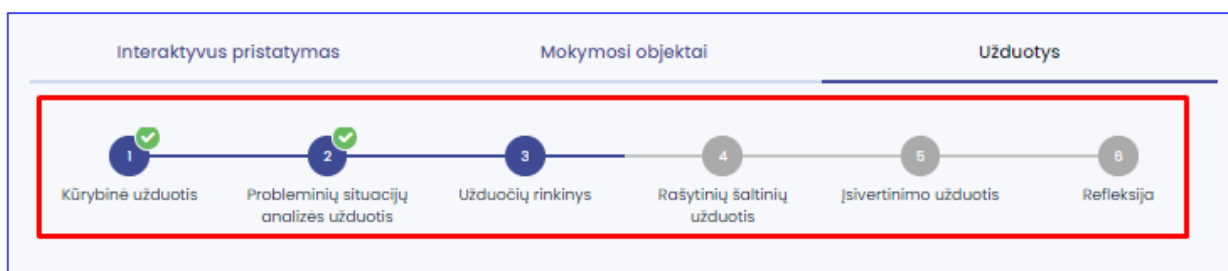 Interaktyvus pristatymas Mokymosi objektai Užduotys
1 2 3 4 5 6
Kūrybinė užduotis Probleminių situacijų Užduočių rinkinys Rašytinių šaltinių Įsivertinimo užduotis Refleksija
analizės užduotis užduotis